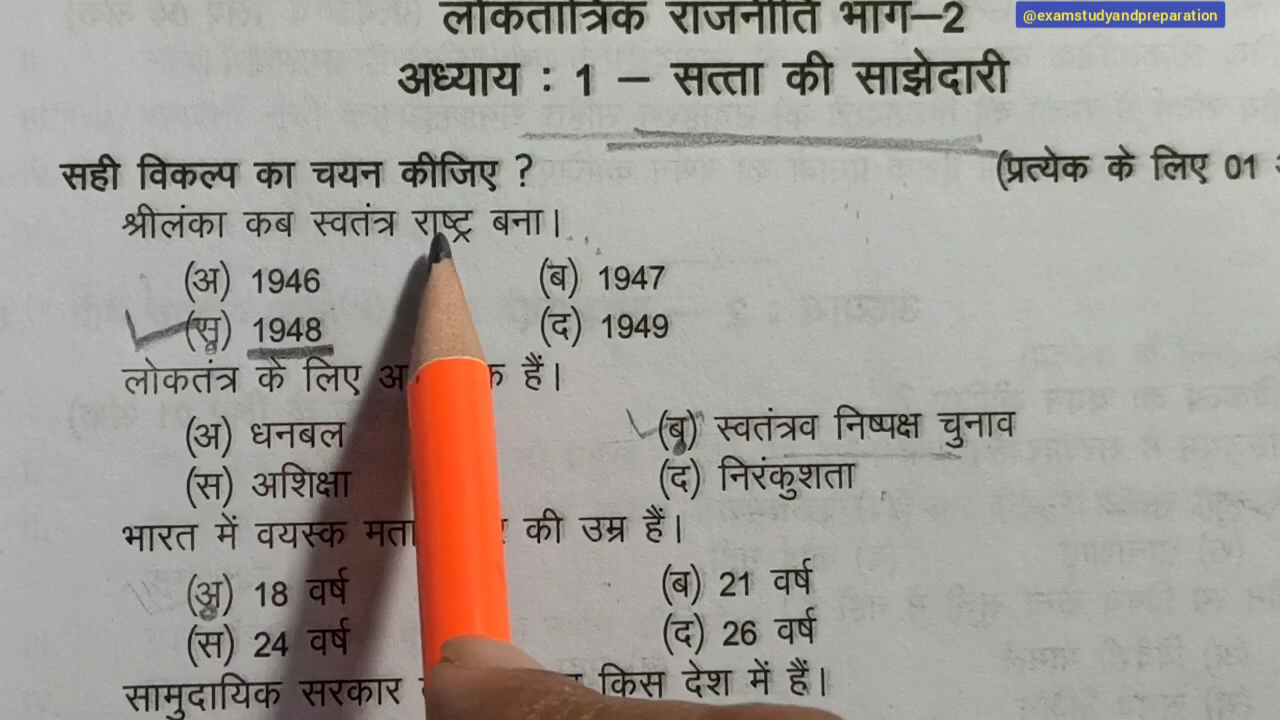 @examstudyandpreparation
लोकतांत्रिक राजनीति भाग–2
अध्याय : 1 – सत्ता की साझेदारी
सही विकल्प का चयन कीजिए ? (प्रत्येक के लिए 01
श्रीलंका कब स्वतंत्र राष्ट्र बना।
(अ) 1946 (ब) 1947
(स) 1948 (द) 1949
लोकतंत्र के लिए हैं।
(अ) धनबल (ब) स्वतंत्रव निष्पक्ष चुनाव
(स) अशिक्षा (द) निरंकुशता
भारत में वयस्क की उम्र हैं।
(अ) 18 वर्ष (ब) 21 वर्ष
(स) 24 वर्ष (द) 26 वर्ष
सामुदायिक सरकार किस देश में हैं।